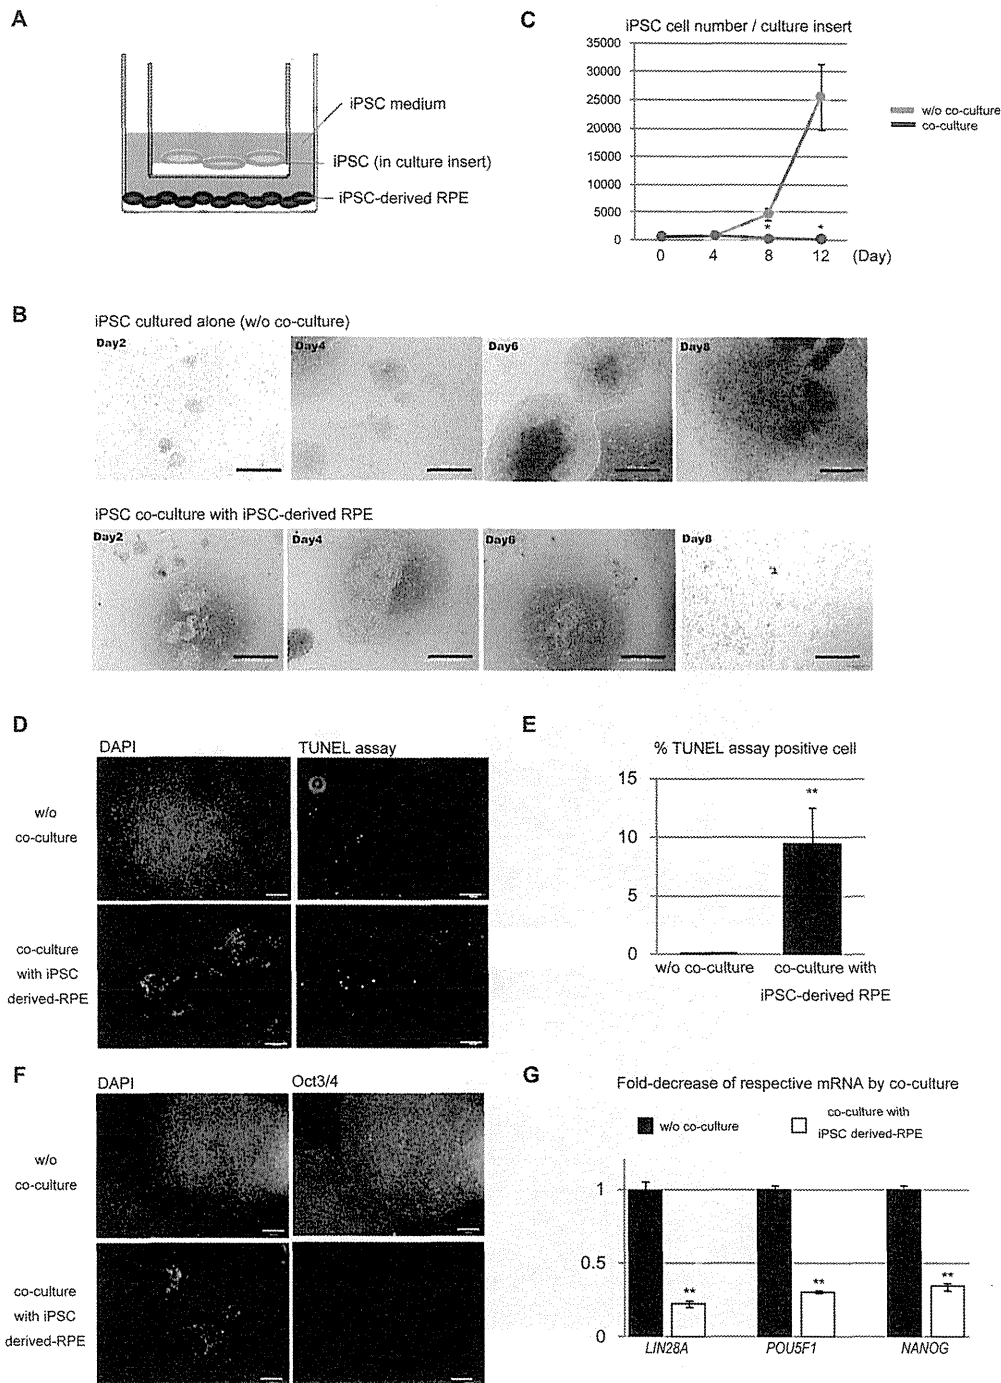 A
iPSC medium
iPSC (in culture insert)
iPSC-derived RPE
C
iPSC cell number / culture insert
35000
30000
25000
20000
15000
10000
5000
0
*
*
0 4 8 12 (Day)
w/o co-culture
co-culture
B
iPSC cultured alone (w/o co-culture)
Day2
Day4
Day6
Day8
iPSC co-culture with iPSC-derived RPE
Day2
Day4
Day6
Day8
D
DAPI
TUNEL assay
w/o
co-culture
co-culture
with iPSC
derived-RPE
E
% TUNEL assay positive cell
15
10
5
0
**
w/o co-culture
co-culture with
iPSC-derived RPE
F
DAPI
Oct3/4
w/o
co-culture
co-culture
with iPSC
derived-RPE
G
Fold-decrease of respective mRNA by co-culture
w/o co-culture
co-culture with
iPSC derived-RPE
1
0.5
0
**
**
**
LIN28A
POU5F1
NANOG